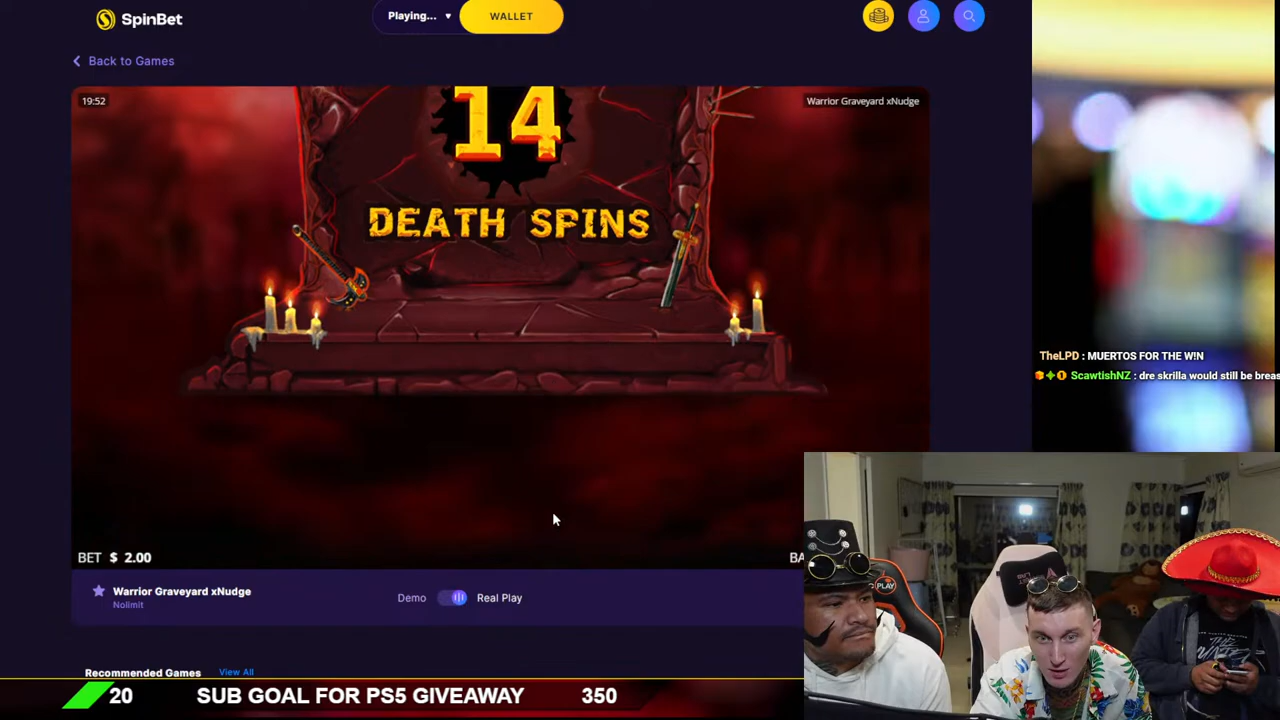 SpinBet
Playing...
WALLET
Back to Games
19:52
Warrior Graveyard xNudge
14
DEATH SPINS
TheLPD : MUERTOS FOR THE W!N
ScawtishNZ : dre skrilla would still be breas
BET $ 2.00
BA
Warrior Graveyard xNudge
Nolimit
Demo
Real Play
Recommended Games
View All
20
SUB GOAL FOR PS5 GIVEAWAY
350
PLAY